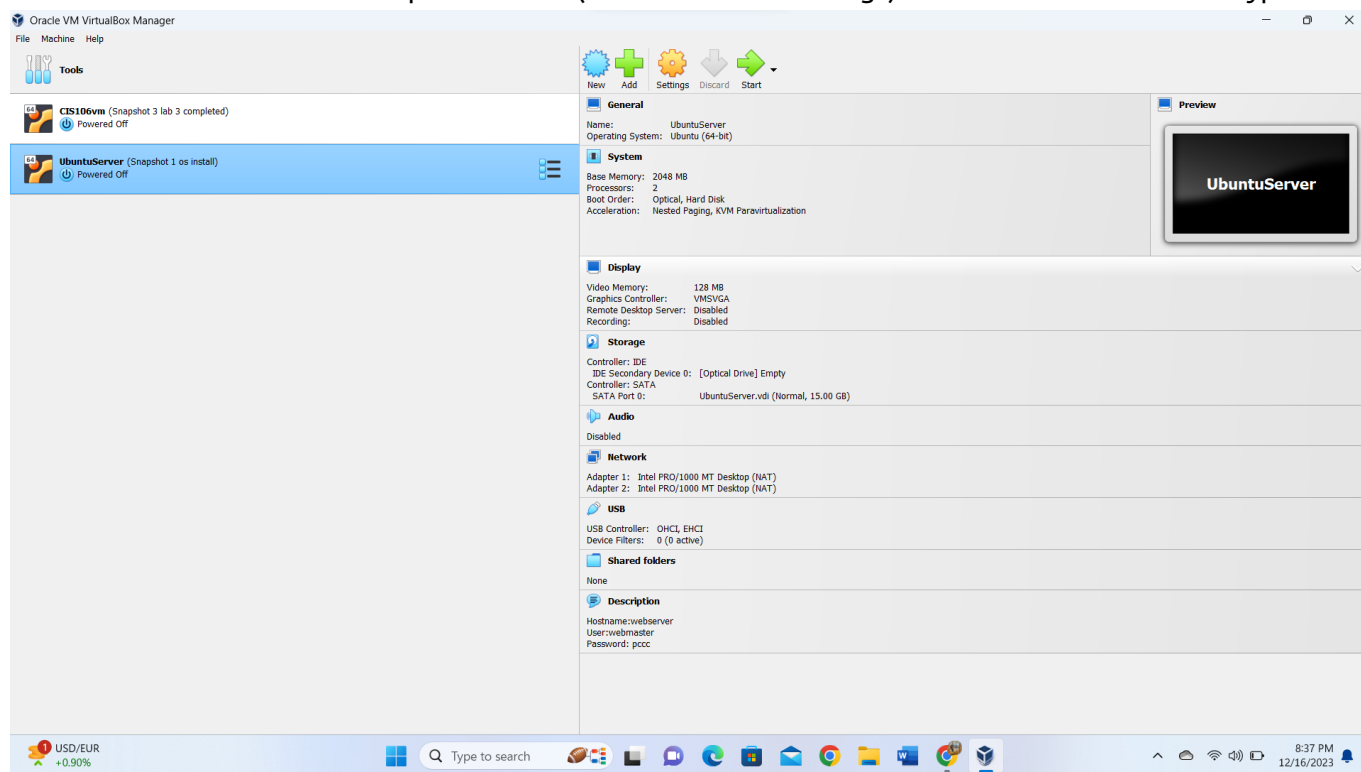 Oracle VM VirtualBox Manager
File Machine Help
Tools
New Add Settings Discard Start
64
CIS106vm (Snapshot 3 lab 3 completed)
Powered Off
64
UbuntuServer (Snapshot 1 os install)
Powered Off
General
Name: UbuntuServer
Operating System: Ubuntu (64-bit)
System
Base Memory: 2048 MB
Processors: 2
Boot Order: Optical, Hard Disk
Acceleration: Nested Paging, KVM Paravirtualization
Preview
UbuntuServer
Display
Video Memory: 128 MB
Graphics Controller: VMSVGA
Remote Desktop Server: Disabled
Recording: Disabled
Storage
Controller: IDE
IDE Secondary Device 0: [Optical Drive] Empty
Controller: SATA
SATA Port 0: UbuntuServer.vdi (Normal, 15.00 GB)
Audio
Disabled
Network
Adapter 1: Intel PRO/1000 MT Desktop (NAT)
Adapter 2: Intel PRO/1000 MT Desktop (NAT)
USB
USB Controller: OHCI, EHCI
Device Filters: 0 (0 active)
Shared folders
None
Description
Hostname:webserver
User:webmaster
Password: pccc
1
USD/EUR
+0.90%
Type to search
8:37 PM
12/16/2023